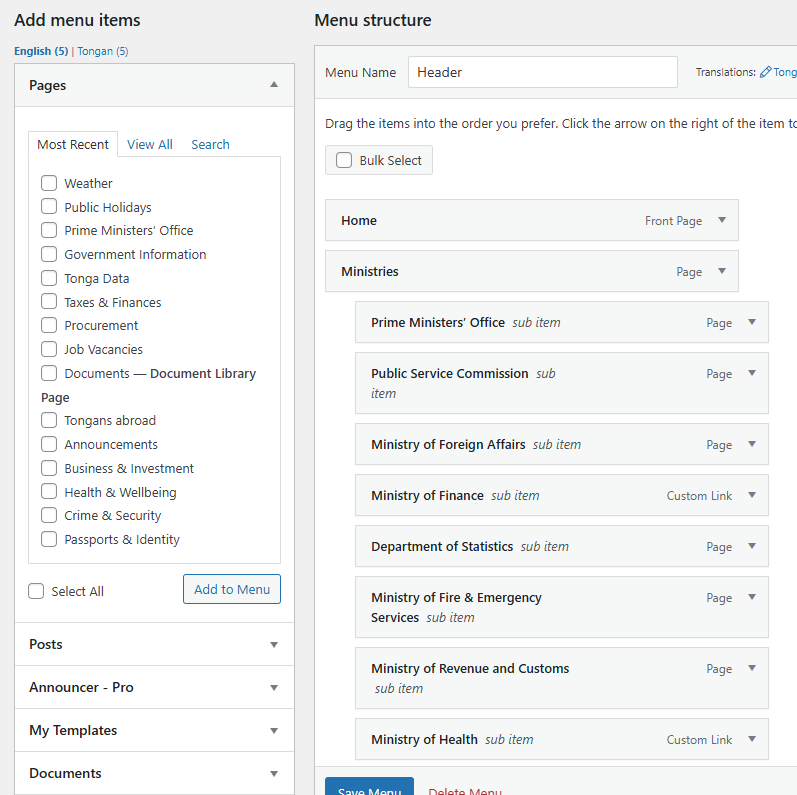 Add menu items
English (5) | Tongan (5)
Pages
Most Recent View All Search
Weather
Public Holidays
Prime Ministers’ Office
Government Information
Tonga Data
Taxes & Finances
Procurement
Job Vacancies
Documents — Document Library
Page
Tongans abroad
Announcements
Business & Investment
Health & Wellbeing
Crime & Security
Passports & Identity
Select All Add to Menu
Posts
Announcer - Pro
My Templates
Documents
Menu structure
Menu Name Header Translations: Tong
Drag the items into the order you prefer. Click the arrow on the right of the item to
Bulk Select
Home Front Page
Ministries Page
Prime Ministers’ Office sub item Page
Public Service Commission sub Page
item
Ministry of Foreign Affairs sub item Page
Ministry of Finance sub item Custom Link
Department of Statistics sub item Page
Ministry of Fire & Emergency Page
Services sub item
Ministry of Revenue and Customs Page
sub item
Ministry of Health sub item Custom Link
Save Menu Delete Menu